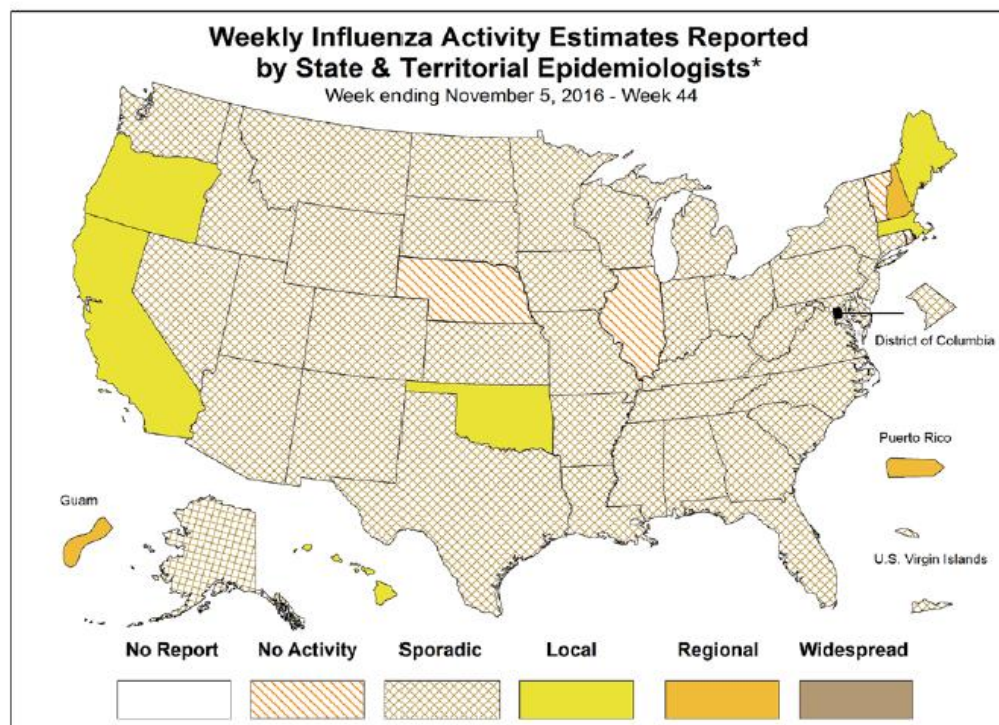 Weekly Influenza Activity Estimates Reported
by State & Territorial Epidemiologists*
Week ending November 5, 2016 - Week 44
District of Columbia
Puerto Rico
Guam
U.S. Virgin Islands
No Report No Activity Sporadic Local Regional Widespread